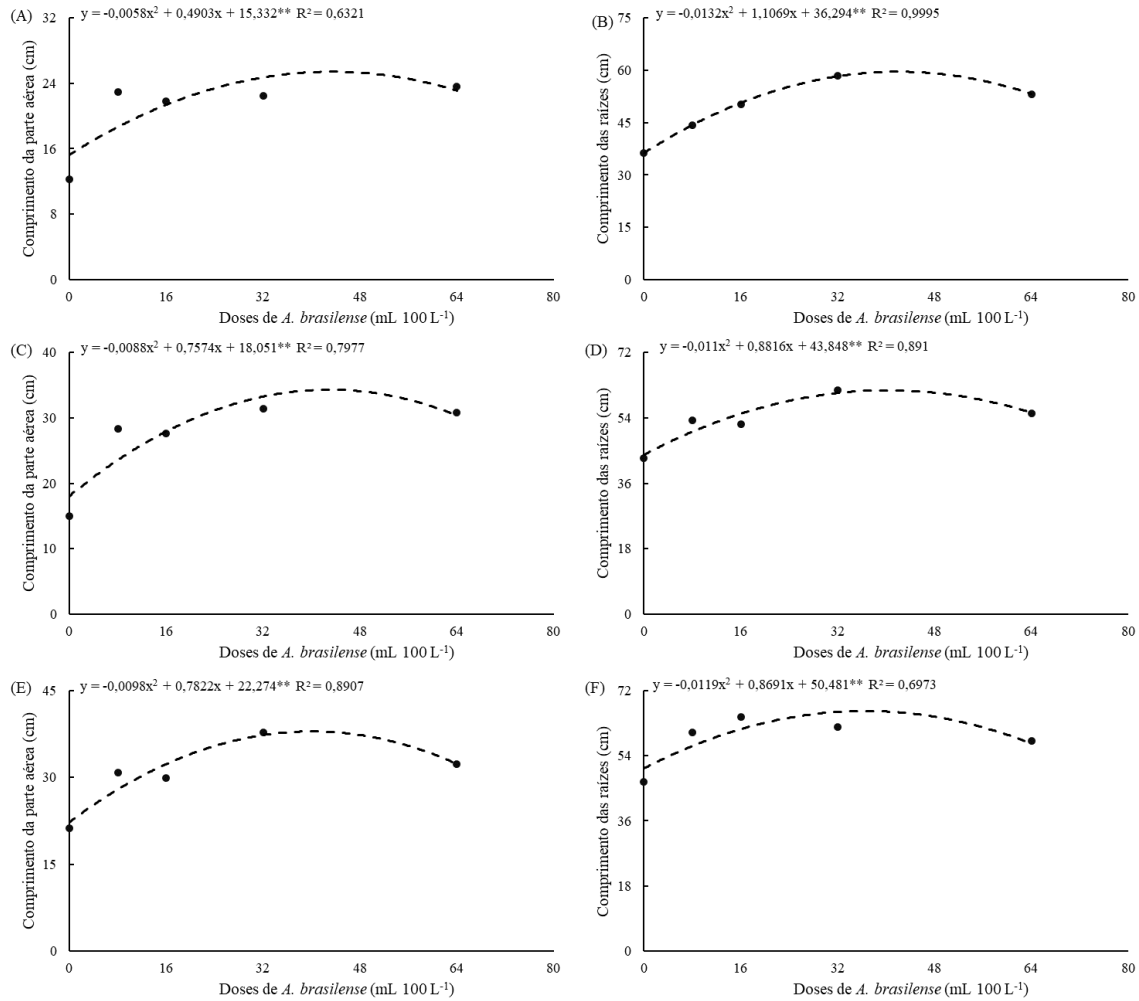 (A) y = -0,0058x² + 0,4903x + 15,332** R² = 0,6321
Comprimento da parte aérea (cm)
32
24
16
8
0
0 16 32 48 64 80
Doses de A. brasilense (mL 100 L⁻¹)
(B) y = -0,0132x² + 1,1069x + 36,294** R² = 0,9995
Comprimento das raízes (cm)
75
60
45
30
15
0
0 16 32 48 64 80
Doses de A. brasilense (mL 100 L⁻¹)
(C) y = -0,0088x² + 0,7574x + 18,051** R² = 0,7977
Comprimento da parte aérea (cm)
40
30
20
10
0
0 16 32 48 64 80
Doses de A. brasilense (mL 100 L⁻¹)
(D) y = -0,011x² + 0,8816x + 43,848** R² = 0,891
Comprimento das raízes (cm)
72
54
36
18
0
0 16 32 48 64 80
Doses de A. brasilense (mL 100 L⁻¹)
(E) y = -0,0098x² + 0,7822x + 22,274** R² = 0,8907
Comprimento da parte aérea (cm)
45
30
15
0
0 16 32 48 64 80
Doses de A. brasilense (mL 100 L⁻¹)
(F) y = -0,0119x² + 0,8691x + 50,481** R² = 0,6973
Comprimento das raízes (cm)
72
54
36
18
0
0 16 32 48 64 80
Doses de A. brasilense (mL 100 L⁻¹)